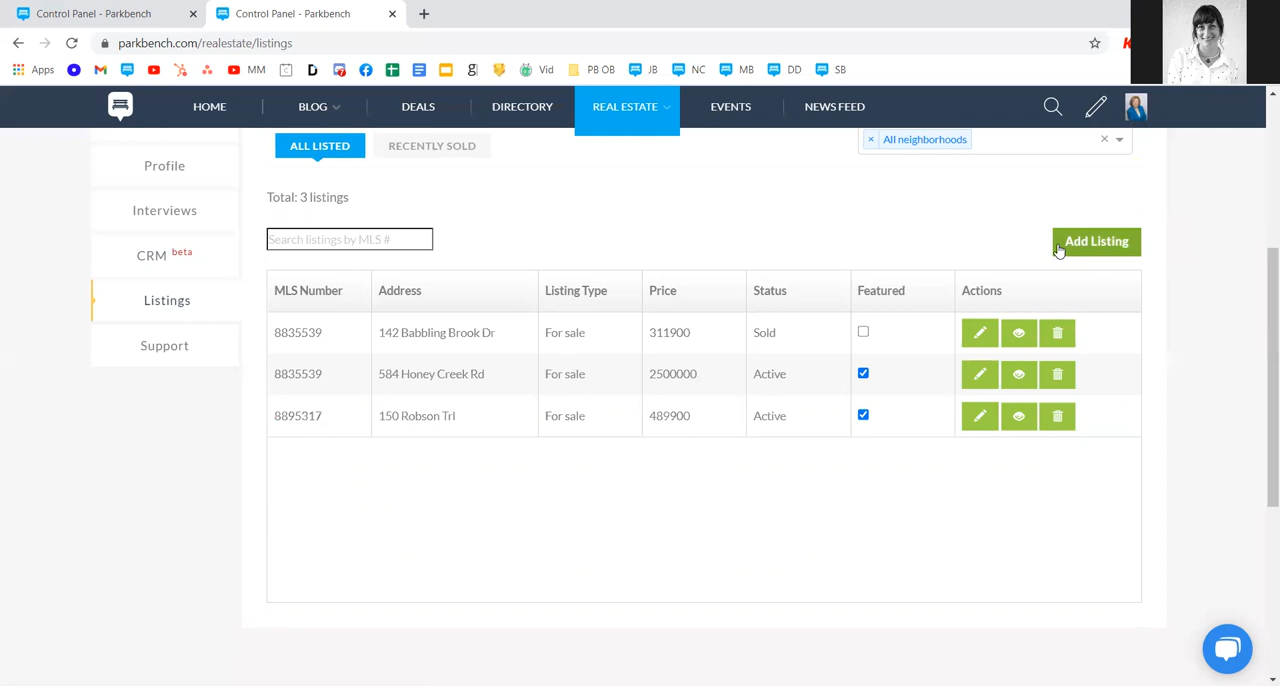 Control Panel - Parkbench
Control Panel - Parkbench
parkbench.com/realestate/listings
Apps
MM
Vid
PB OB
JB
NC
MB
DD
SB
HOME
BLOG
DEALS
DIRECTORY
REAL ESTATE
EVENTS
NEWS FEED
ALL LISTED
RECENTLY SOLD
× All neighborhoods
Profile
Interviews
CRM beta
Listings
Support
Total: 3 listings
Search listings by MLS #
Add Listing
MLS Number Address Listing Type Price Status Featured Actions
8835539 142 Babbling Brook Dr For sale 311900 Sold
8835539 584 Honey Creek Rd For sale 2500000 Active
8895317 150 Robson Trl For sale 489900 Active